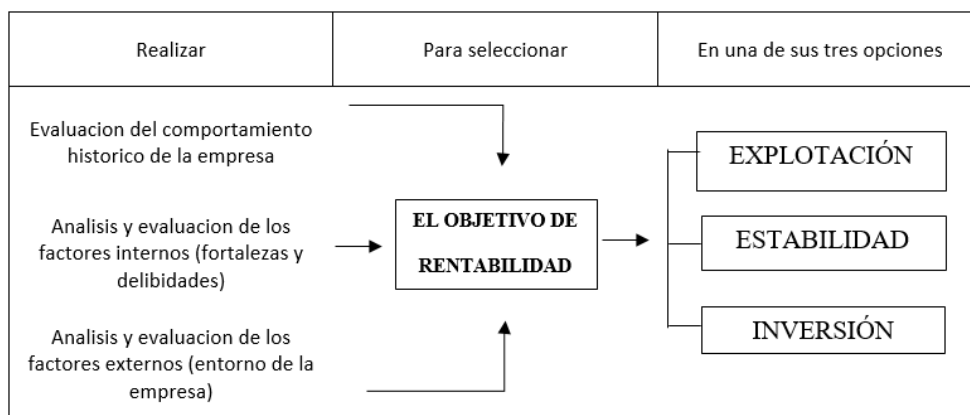 Realizar
Para seleccionar
En una de sus tres opciones
Evaluacion del comportamiento
historico de la empresa
Analisis y evaluacion de los
factores internos (fortalezas y
delibidades)
Analisis y evaluacion de los
factores externos (entorno de la
empresa)
EL OBJETIVO DE
RENTABILIDAD
EXPLOTACIÓN
ESTABILIDAD
INVERSIÓN